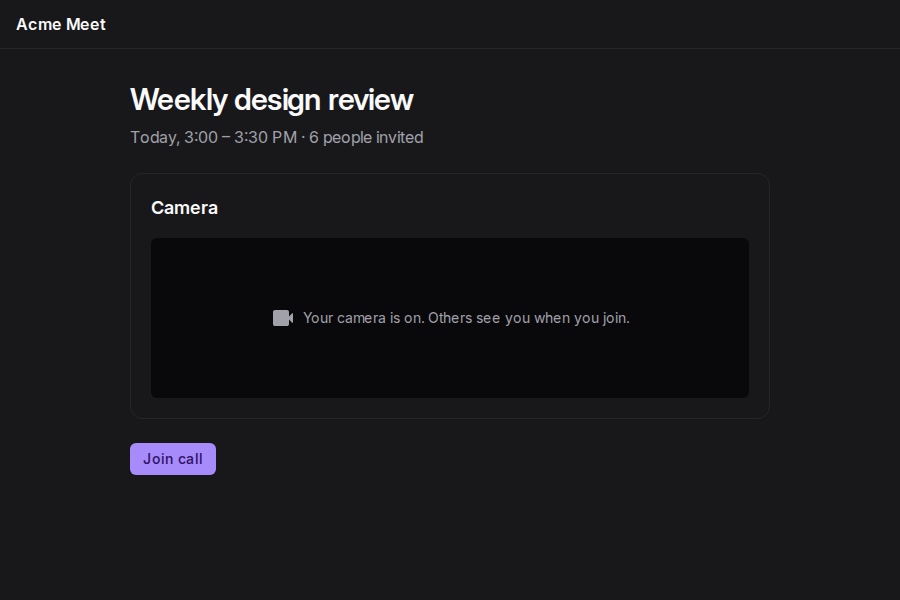 Acme Meet
Weekly design review
Today, 3:00 – 3:30 PM · 6 people invited
Camera
Your camera is on. Others see you when you join.
Join call